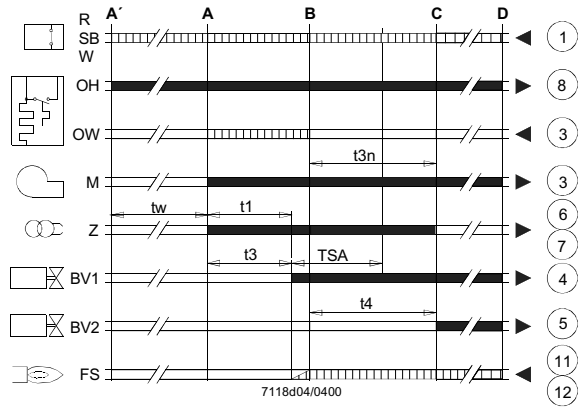 A´ A B C D
R
SB 1
W
OH 8
OW 3
t3n
M 3
tw t1 6
Z 7
t3 TSA
BV1 4
t4
BV2 5
11
FS
7118d04/0400 12